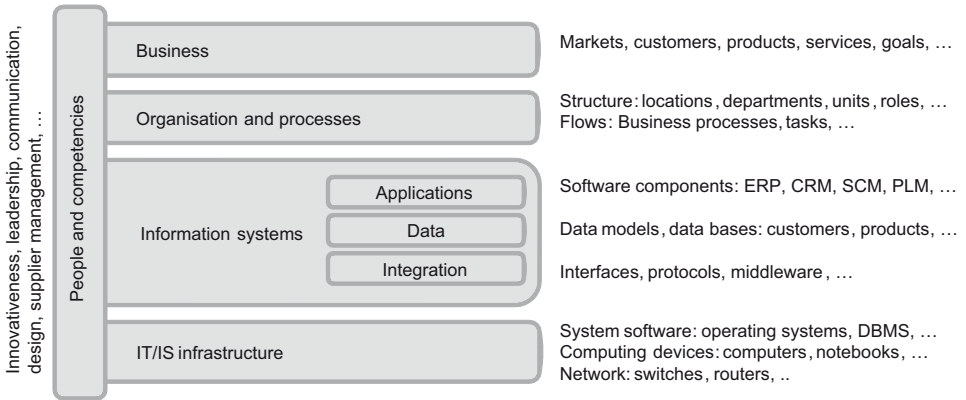 Innovativeness, leadership, communication,
design, supplier management, …
People and competencies
Business
Markets, customers, products, services, goals, …
Organisation and processes
Structure: locations, departments, units, roles, …
Flows: Business processes, tasks, …
Information systems
Applications
Software components: ERP, CRM, SCM, PLM, …
Data
Data models, data bases: customers, products, …
Integration
Interfaces, protocols, middleware, …
IT/IS infrastructure
System software: operating systems, DBMS, …
Computing devices: computers, notebooks, …
Network: switches, routers, ..